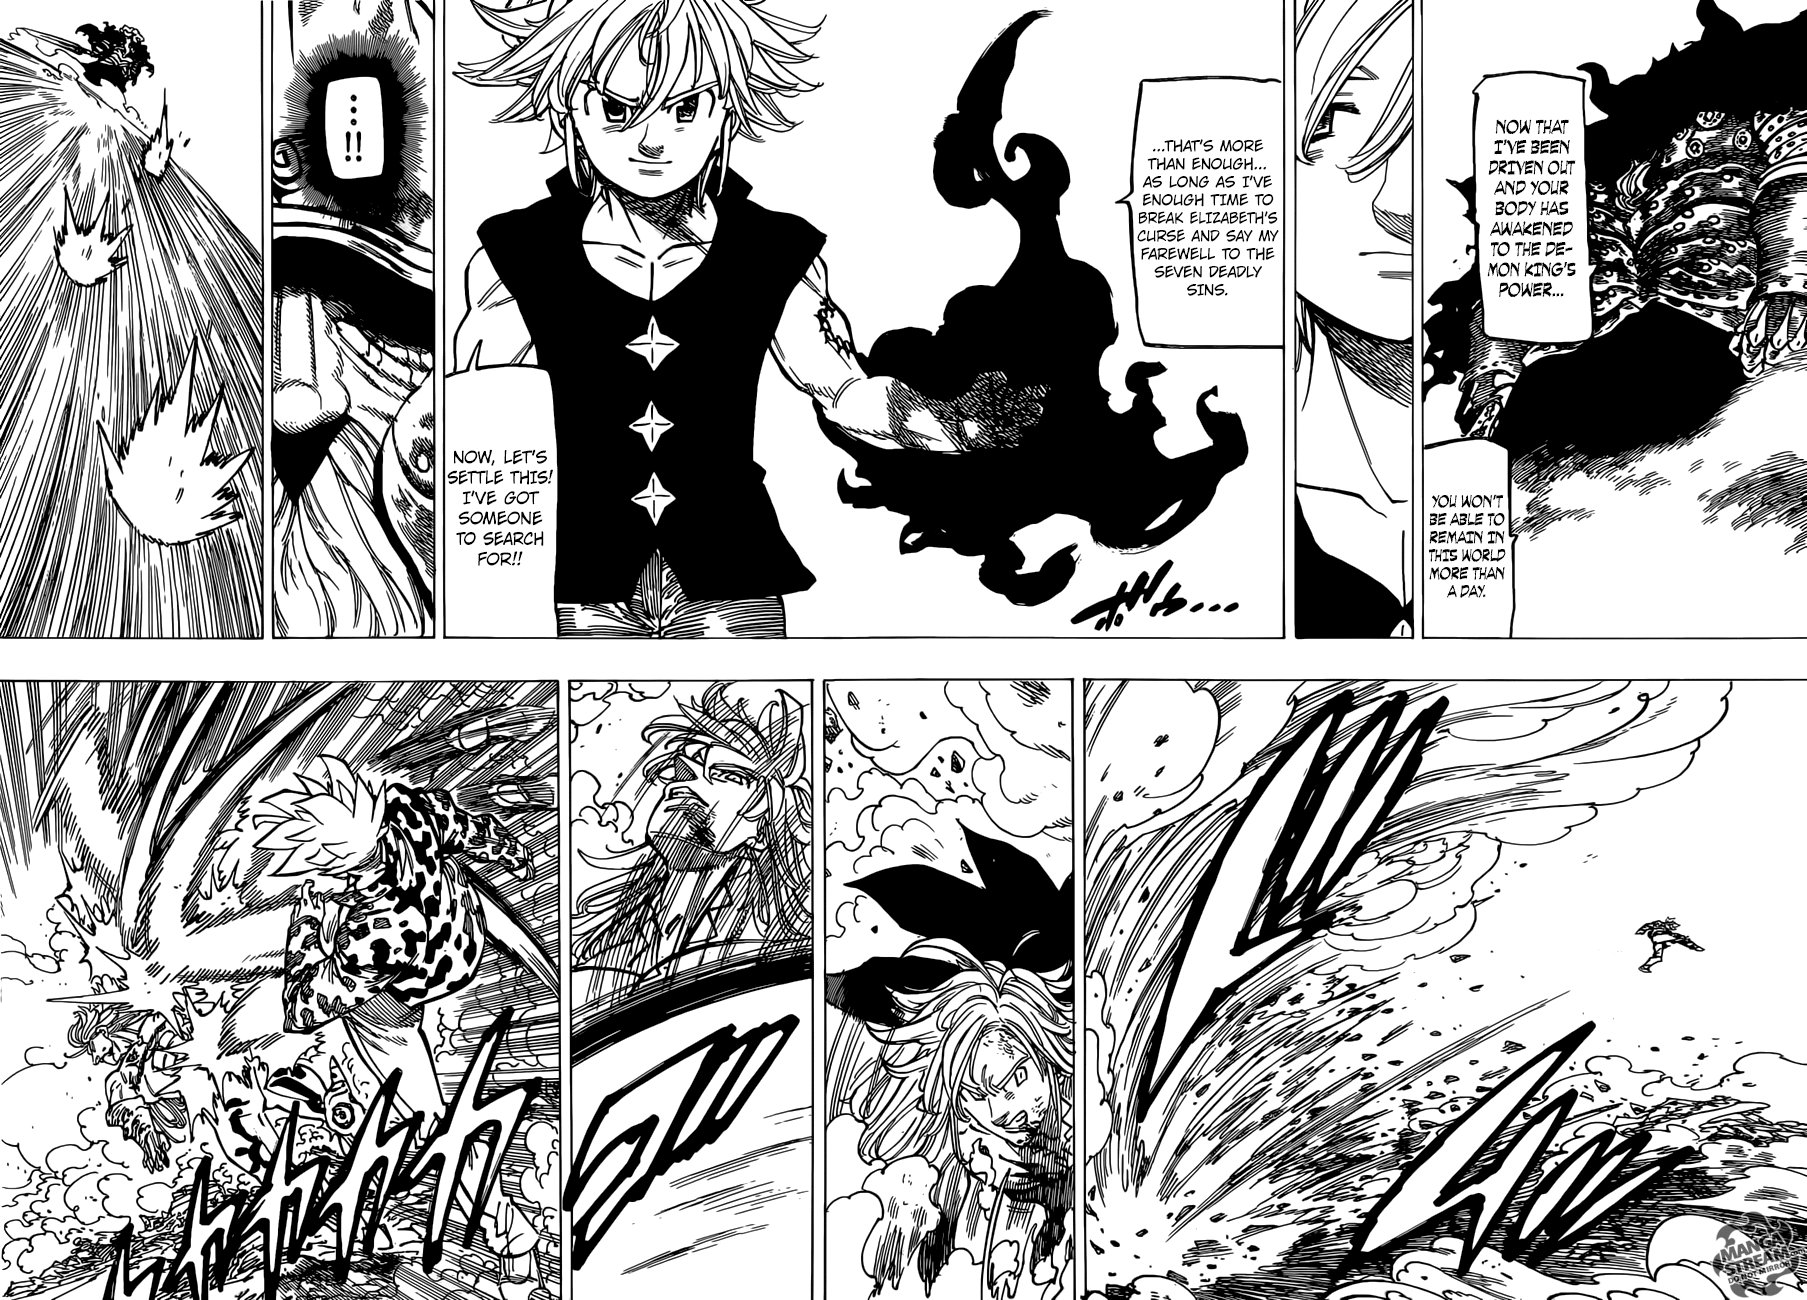 NOW THAT
I'VE BEEN
DRIVEN OUT
AND YOUR
BODY HAS
AWAKENED
TO THE DE-
MON KING'S
POWER...
YOU WON'T
BE ABLE TO
REMAIN IN
THIS WORLD
MORE THAN
A DAY.
...THAT'S MORE
THAN ENOUGH...
AS LONG AS I'VE
ENOUGH TIME TO
BREAK ELIZABETH'S
CURSE AND SAY MY
FAREWELL TO THE
SEVEN DEADLY
SINS.
NOW, LET'S
SETTLE THIS!
I'VE GOT
SOMEONE
TO SEARCH
FOR!!
...!!
MANGA
STREAM
DO NOT MIRROR